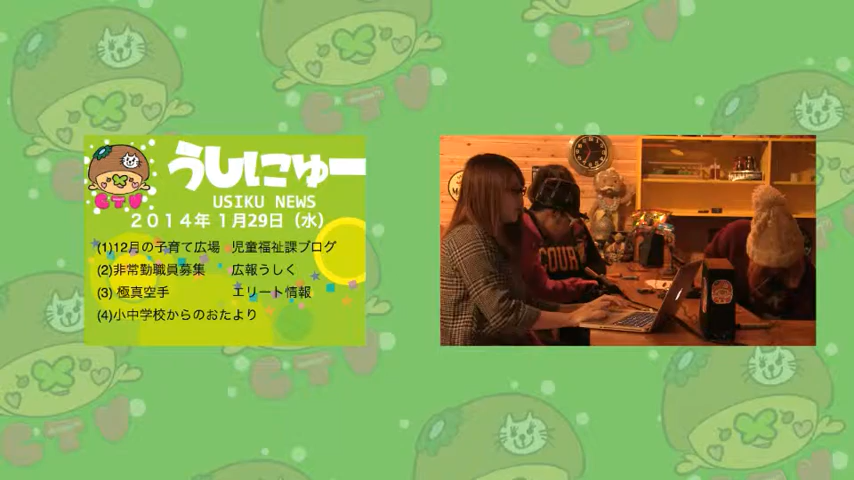 うしにゅー
USIKU NEWS
2014年1月29日（水）
(1)12月の子育て広場　児童福祉課ブログ
(2)非常勤職員募集　広報うしく
(3) 極真空手　エリート情報
(4)小中学校からのおたより
CTV
COUR